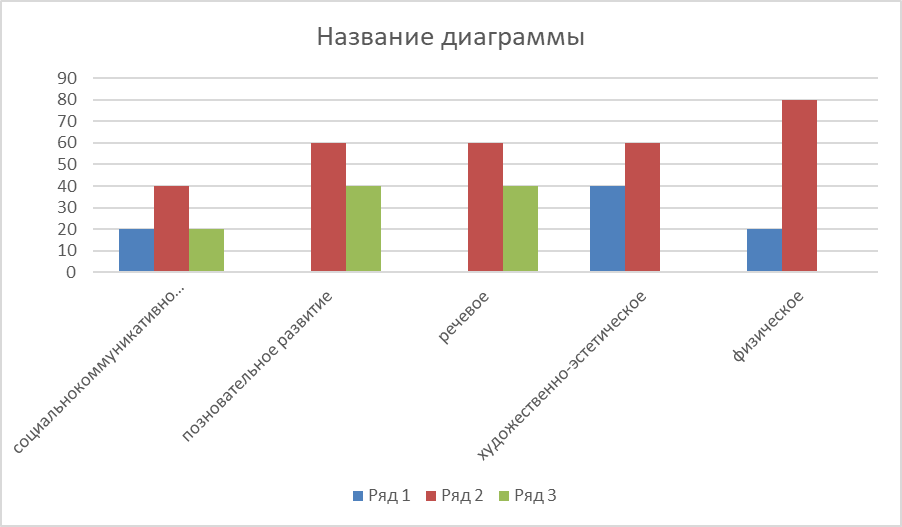 Название диаграммы
90
80
70
60
50
40
30
20
10
0
социальнокоммуникативно...
позновательное развитие
речевое
художественно-эстетическое
физическое
Ряд 1 Ряд 2 Ряд 3